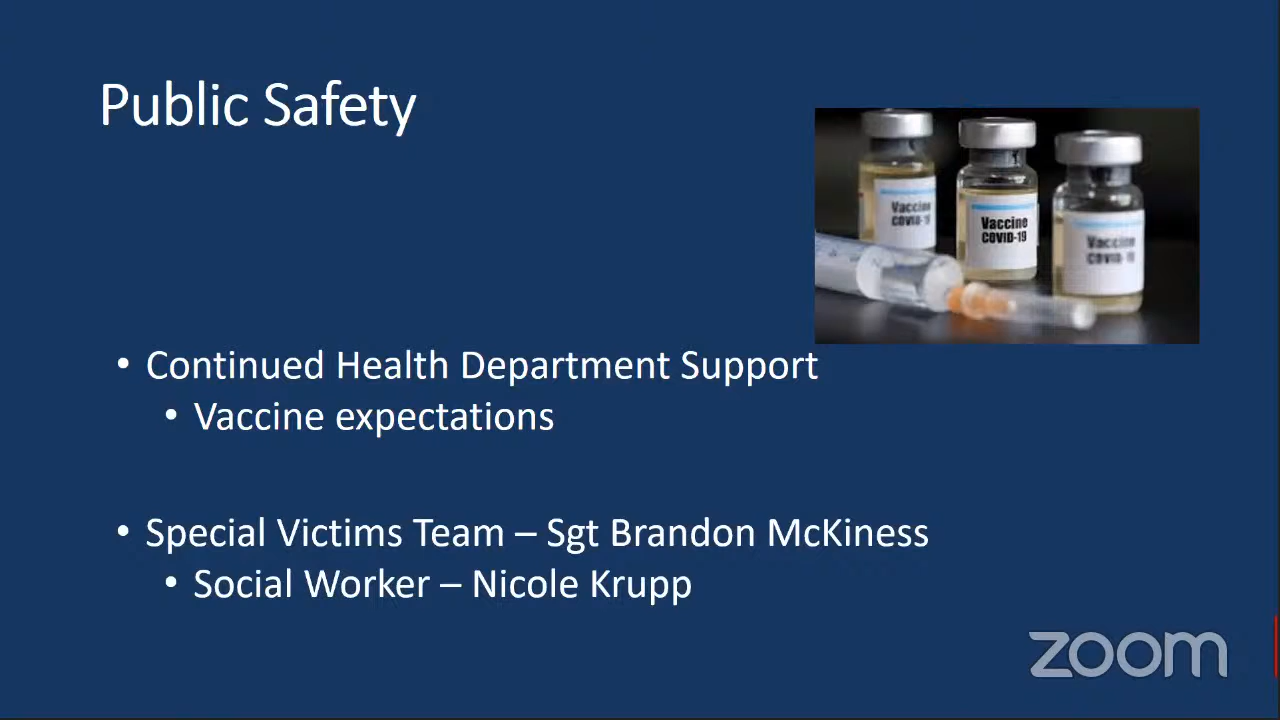 Public Safety
Vaccine
COVID-19
Vaccine
COVID-19
Vaccine
COVID-19
• Continued Health Department Support
• Vaccine expectations
• Special Victims Team – Sgt Brandon McKiness
• Social Worker – Nicole Krupp
zoom